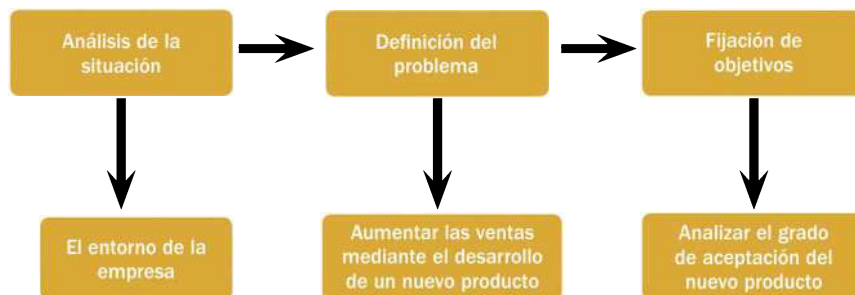 Análisis de la
situación
Definición del
problema
Fijación de
objetivos
El entorno de la
empresa
Aumentar las ventas
mediante el desarrollo
de un nuevo producto
Analizar el grado
de aceptación del
nuevo producto